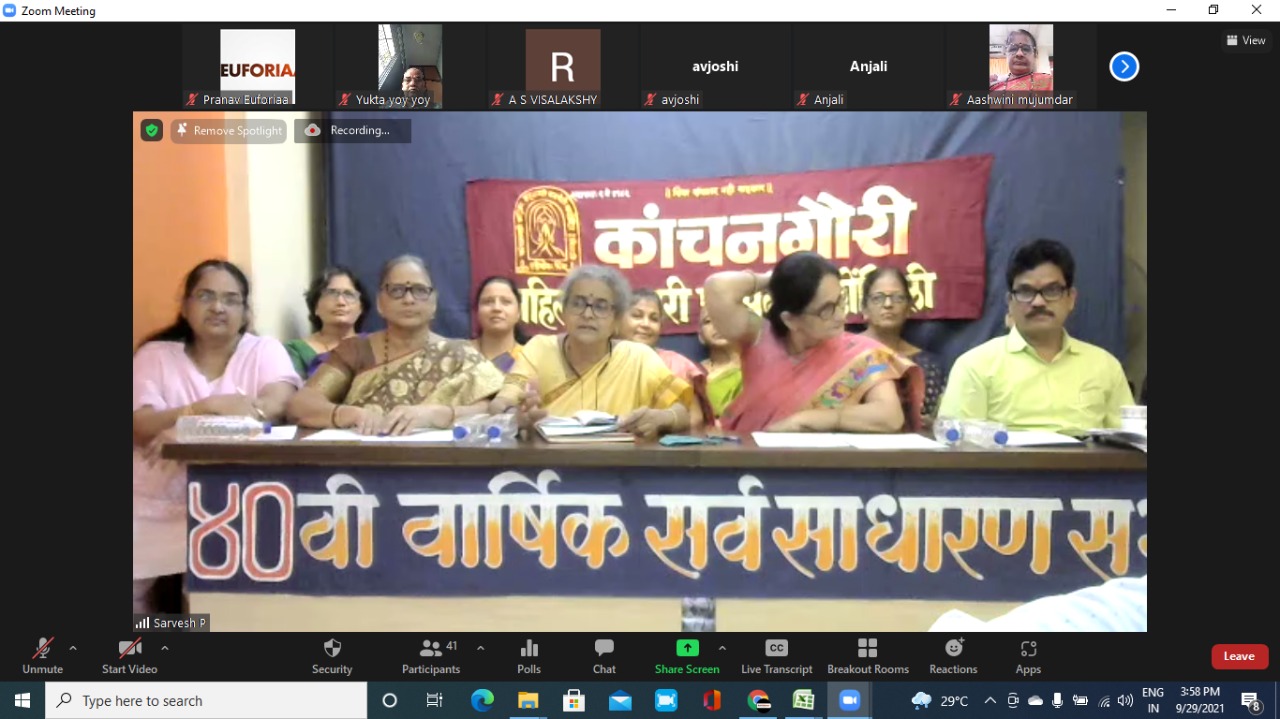 Zoom Meeting
View
EUFORIA
R
avjoshi
Anjali
Pranav Euforiaa
Yukta yoy yoy
A S VISALAKSHY
avjoshi
Anjali
Aashwini mujumdar
Remove Spotlight
Recording...
कांचनगौरी
४०वी वार्षिक सर्वसाधारण
Sarvesh P
Unmute
Start Video
Security
41
Participants
Polls
Chat
Share Screen
CC
Live Transcript
Breakout Rooms
Reactions
Apps
Leave
Type here to search
29°C
ENG
IN
3:58 PM
9/29/2021
8